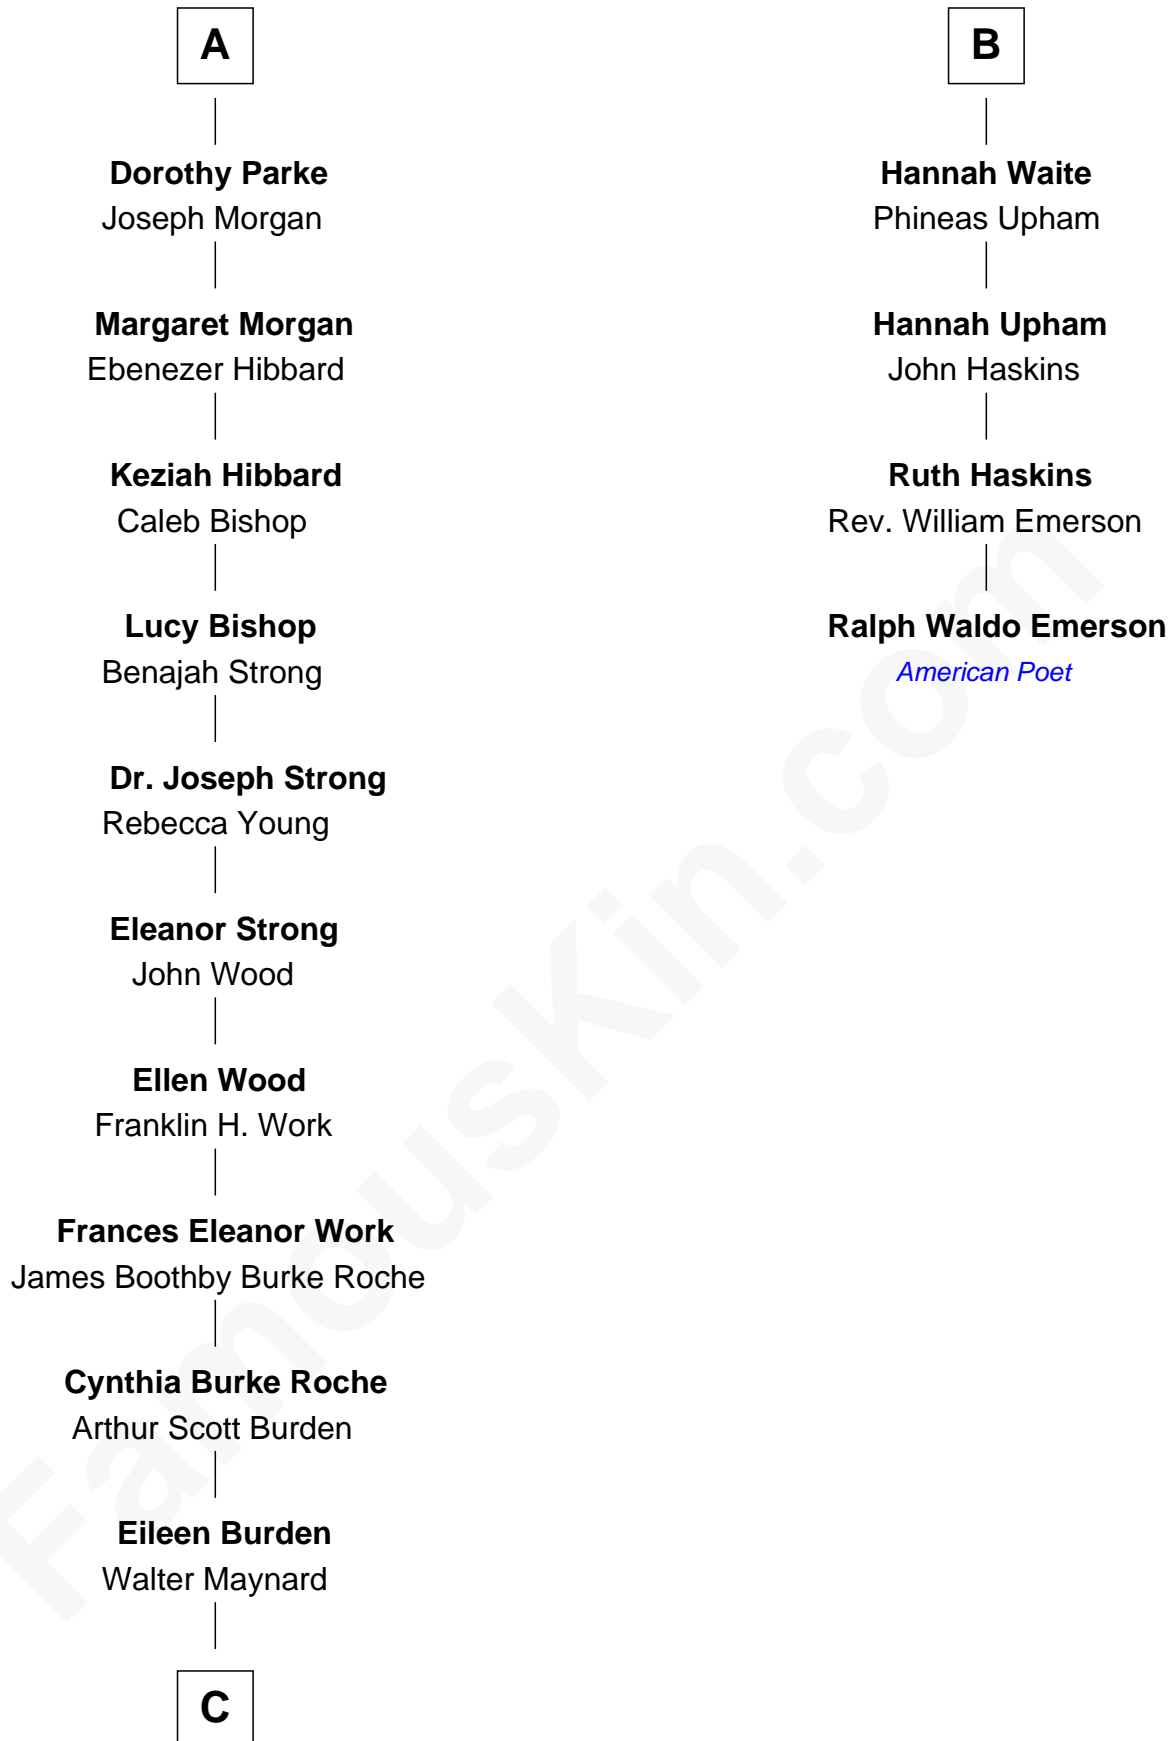 A
Dorothy Parke
Joseph Morgan
Margaret Morgan
Ebenezer Hibbard
Keziah Hibbard
Caleb Bishop
Lucy Bishop
Benajah Strong
Dr. Joseph Strong
Rebecca Young
Eleanor Strong
John Wood
Ellen Wood
Franklin H. Work
Frances Eleanor Work
James Boothby Burke Roche
Cynthia Burke Roche
Arthur Scott Burden
Eileen Burden
Walter Maynard
C
B
Hannah Waite
Phineas Upham
Hannah Upham
John Haskins
Ruth Haskins
Rev. William Emerson
Ralph Waldo Emerson
American Poet
FamousKin.com